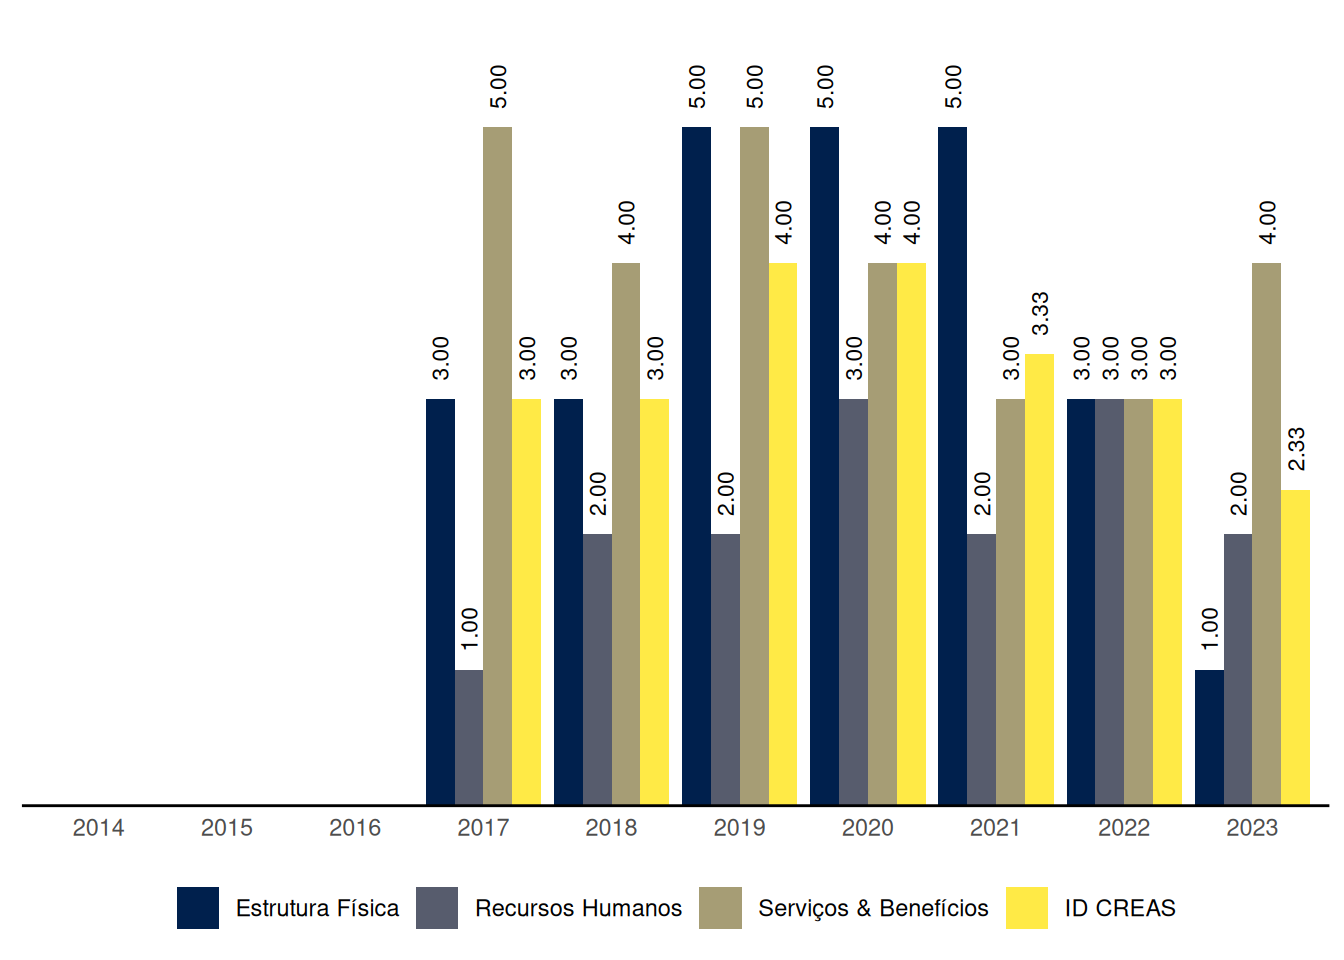 5.00 5.00 5.00 5.00 5.00
4.00 4.00 4.00 4.00 4.00
3.33
3.00 3.00 3.00 3.00 3.00 3.00 3.00 3.00 3.00 3.00
2.33
2.00 2.00 2.00 2.00
1.00 1.00
2014 2015 2016 2017 2018 2019 2020 2021 2022 2023
Estrutura Física Recursos Humanos Serviços & Benefícios ID CREAS